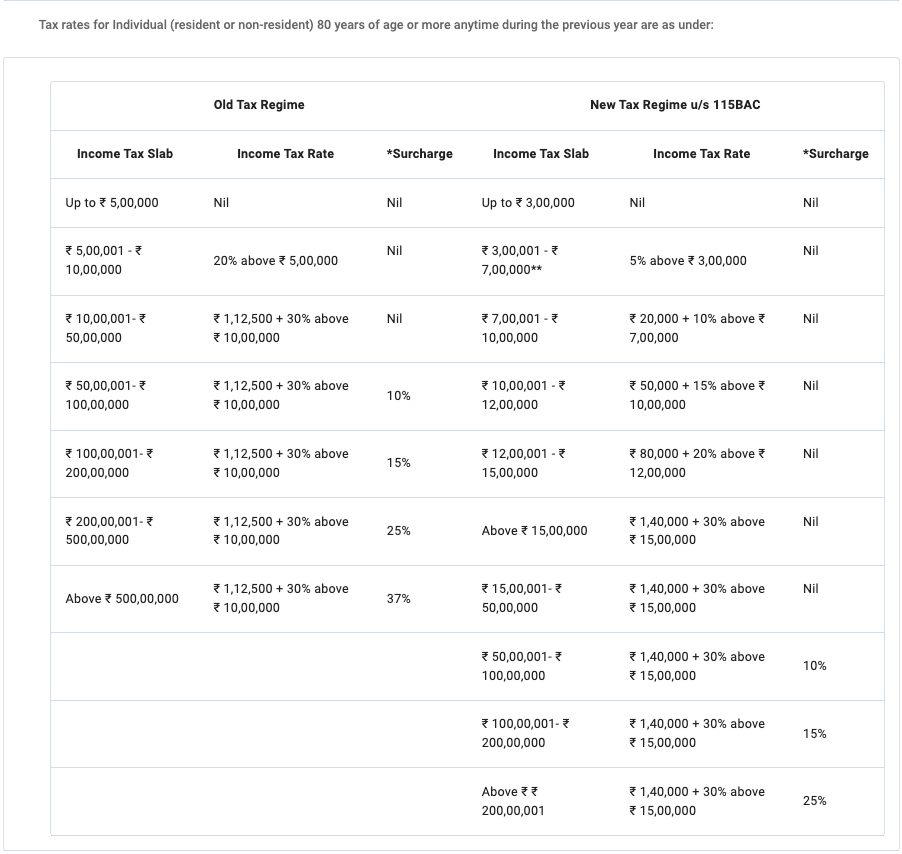 Tax rates for Individual (resident or non-resident) 80 years of age or more anytime during the previous year are as under:
Old Tax Regime New Tax Regime u/s 115BAC
Income Tax Slab Income Tax Rate *Surcharge Income Tax Slab Income Tax Rate *Surcharge
Up to ₹ 5,00,000 Nil Nil Up to ₹ 3,00,000 Nil Nil
₹ 5,00,001 - ₹
10,00,000
20% above ₹ 5,00,000
Nil
₹ 3,00,001 - ₹
7,00,000**
5% above ₹ 3,00,000
Nil
₹ 10,00,001- ₹
50,00,000
₹ 1,12,500 + 30% above
₹ 10,00,000
Nil
₹ 7,00,001 - ₹
10,00,000
₹ 20,000 + 10% above ₹
7,00,000
Nil
₹ 50,00,001- ₹
100,00,000
₹ 1,12,500 + 30% above
₹ 10,00,000
10%
₹ 10,00,001 - ₹
12,00,000
₹ 50,000 + 15% above ₹
10,00,000
Nil
₹ 100,00,001- ₹
200,00,000
₹ 1,12,500 + 30% above
₹ 10,00,000
15%
₹ 12,00,001 - ₹
15,00,000
₹ 80,000 + 20% above ₹
12,00,000
Nil
₹ 200,00,001- ₹
500,00,000
₹ 1,12,500 + 30% above
₹ 10,00,000
25%
Above ₹ 15,00,000
₹ 1,40,000 + 30% above
₹ 15,00,000
Nil
Above ₹ 500,00,000
₹ 1,12,500 + 30% above
₹ 10,00,000
37%
₹ 15,00,001- ₹
50,00,000
₹ 1,40,000 + 30% above
₹ 15,00,000
Nil
₹ 50,00,001- ₹
100,00,000
₹ 1,40,000 + 30% above
₹ 15,00,000
10%
₹ 100,00,001- ₹
200,00,000
₹ 1,40,000 + 30% above
₹ 15,00,000
15%
Above ₹ ₹
200,00,001
₹ 1,40,000 + 30% above
₹ 15,00,000
25%